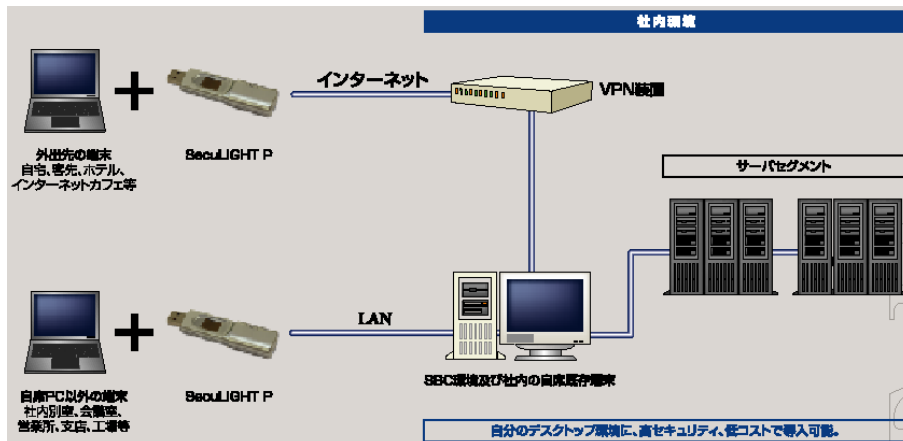 社内環境
インターネット
VPN装置
外出先の端末
自宅、客先、ホテル、
インターネットカフェ等
SecuLIGHT P
サーバセグメント
LAN
自席PC以外の端末
社内別室、会議室、
営業所、支店、工場等
SecuLIGHT P
SBC環境及び社内の自席既存端末
自分のデスクトップ環境に、高セキュリティ、低コストで導入可能。